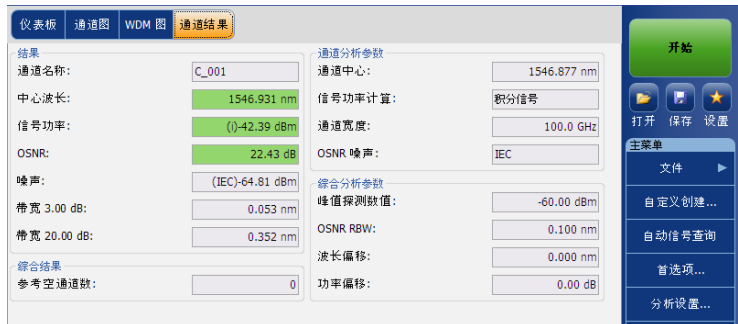 仪表板 通道图 WDM 图 通道结果
结果
通道名称: C_001
中心波长: 1546.931 nm
信号功率: (i)-42.39 dBm
OSNR: 22.43 dB
噪声: (IEC)-64.81 dBm
带宽 3.00 dB: 0.053 nm
带宽 20.00 dB: 0.352 nm
综合结果
参考空通道数: 0
通道分析参数
通道中心: 1546.877 nm
信号功率计算: 积分信号
通道宽度: 100.0 GHz
OSNR 噪声: IEC
综合分析参数
峰值探测数值: -60.00 dBm
OSNR RBW: 0.100 nm
波长偏移: 0.000 nm
功率偏移: 0.00 dB
开始
打开 保存 设置
主菜单
文件
自定义创建...
自动信号查询
首选项...
分析设置...